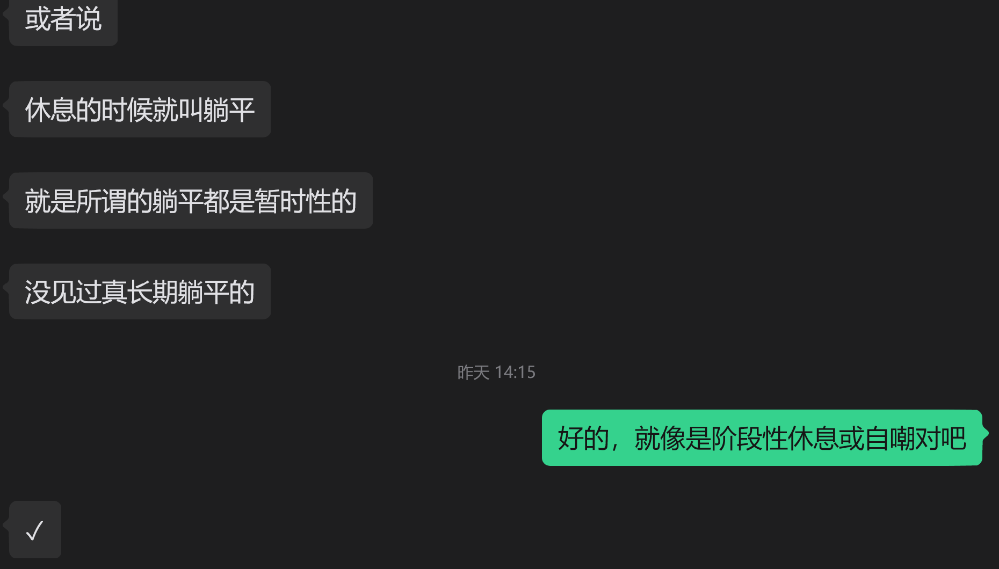 或者说
休息的时候就叫躺平
就是所谓的躺平都是暂时性的
没见过真长期躺平的
昨天 14:15
好的，就像是阶段性休息或自嘲对吧
✓